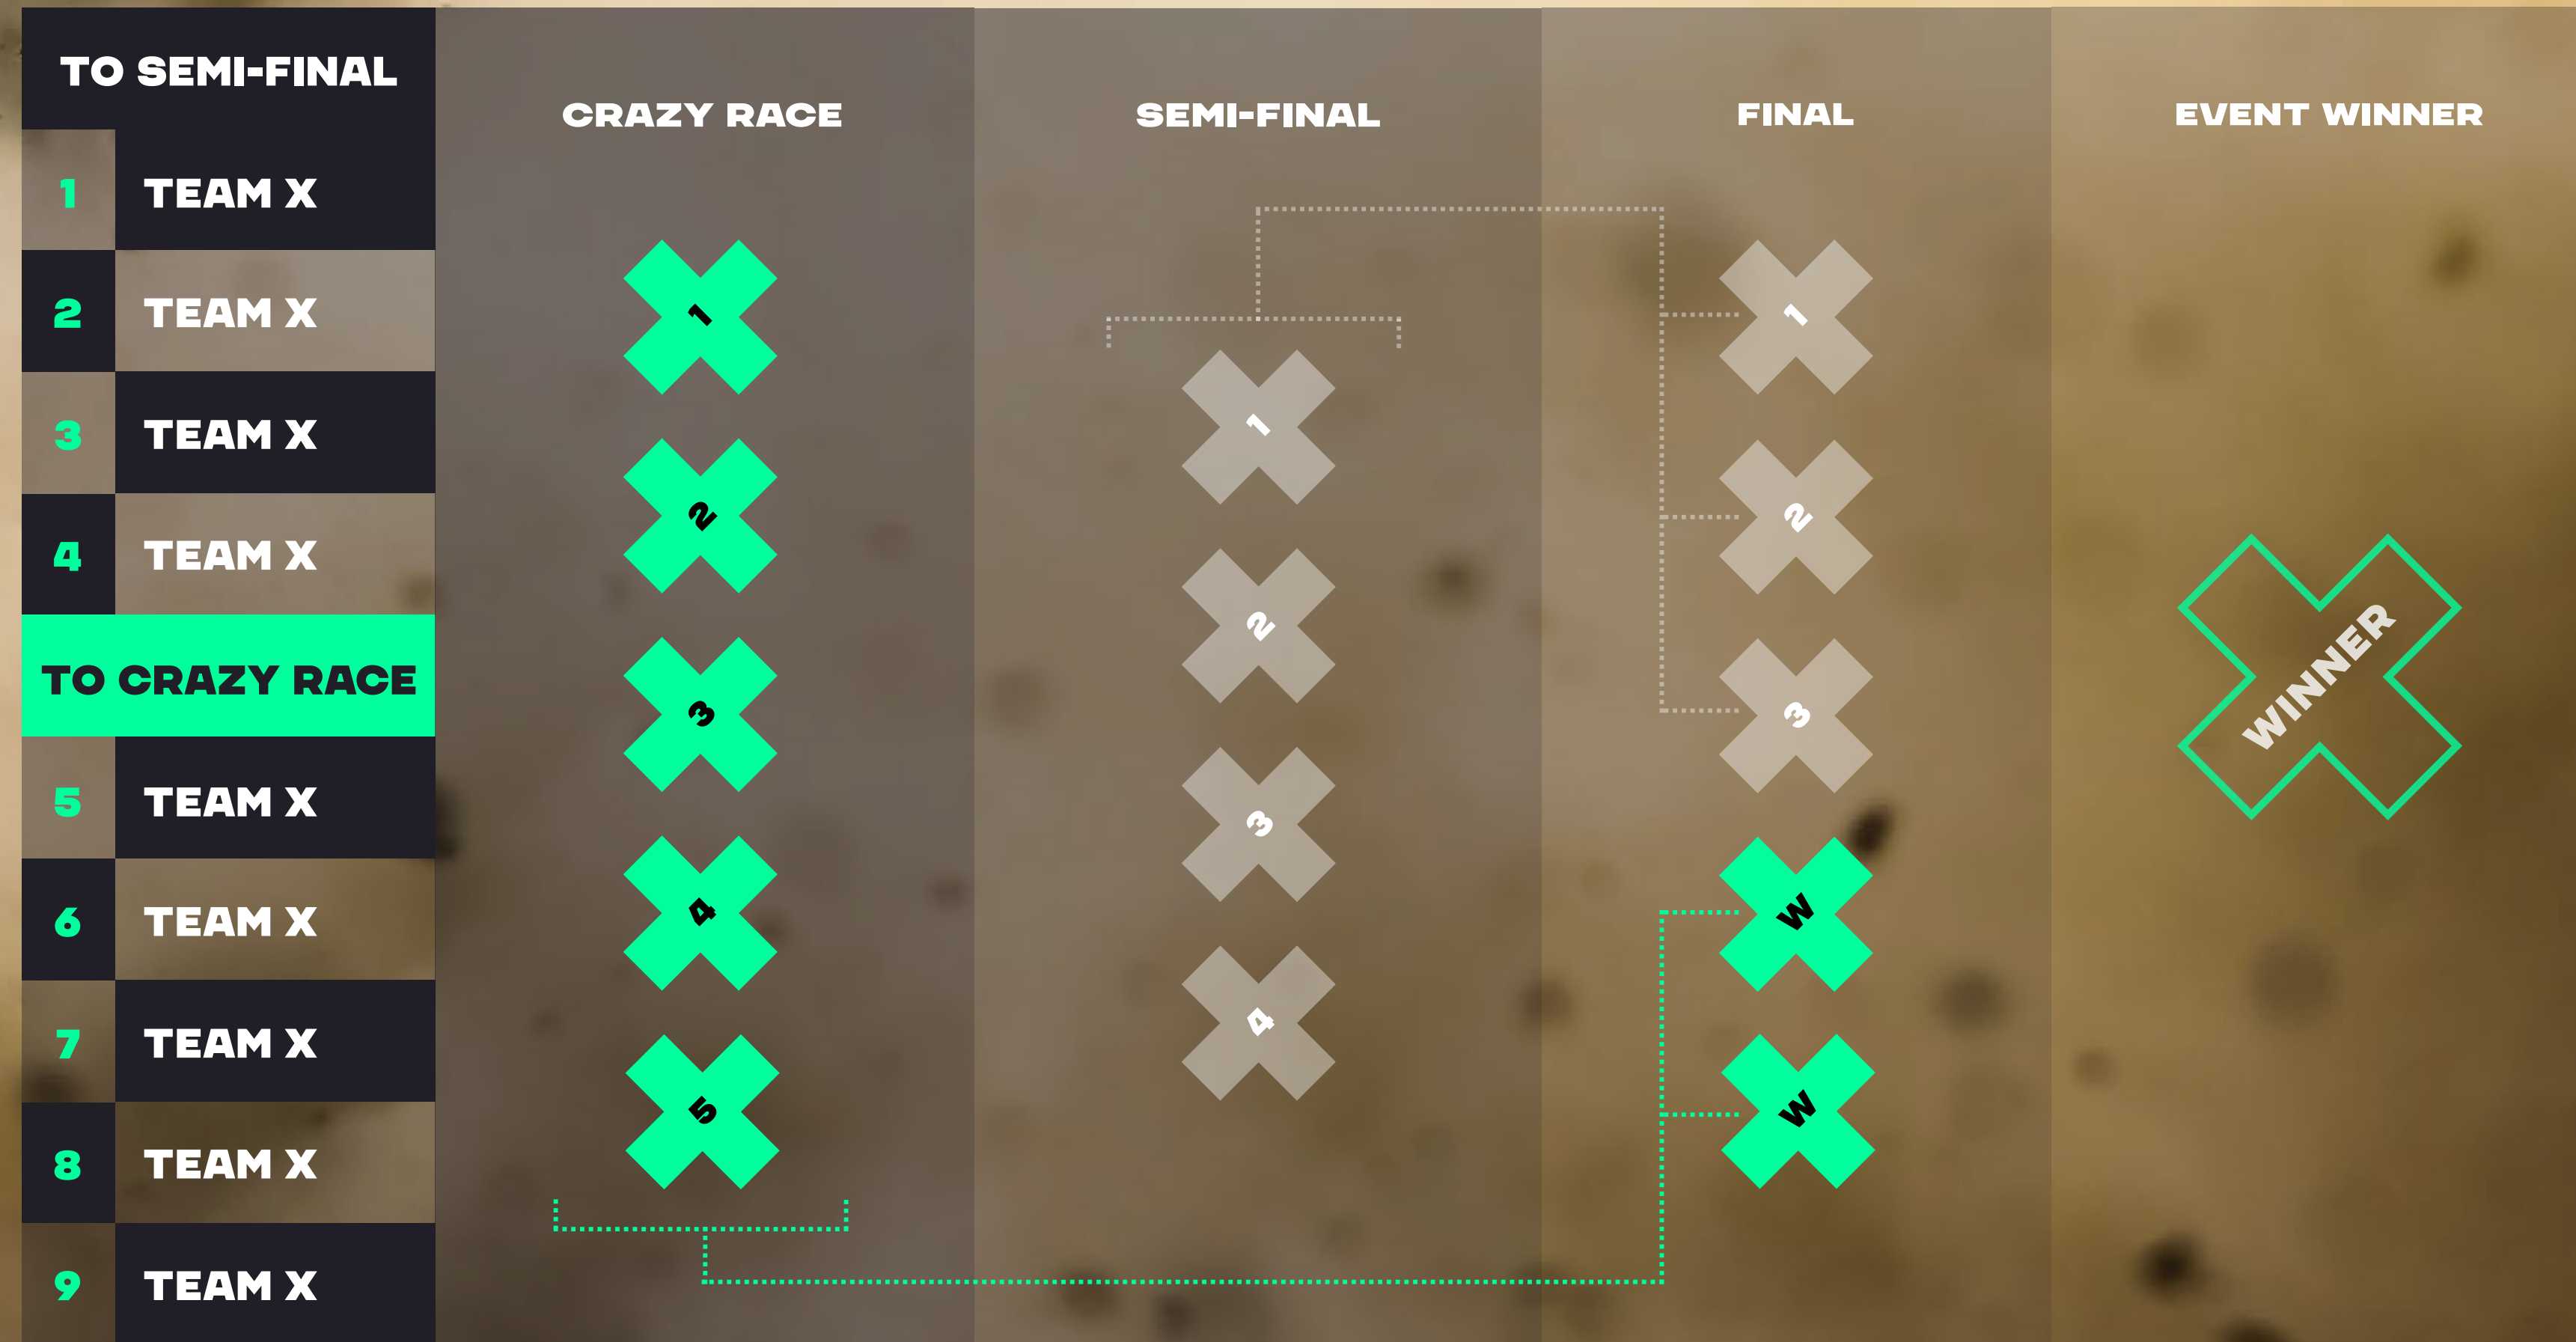 TO SEMI-FINAL
1 TEAM X
2 TEAM X
3 TEAM X
4 TEAM X
TO CRAZY RACE
5 TEAM X
6 TEAM X
7 TEAM X
8 TEAM X
9 TEAM X
CRAZY RACE
1
2
3
4
5
SEMI-FINAL
1
2
3
4
FINAL
1
2
3
W
W
EVENT WINNER
WINNER